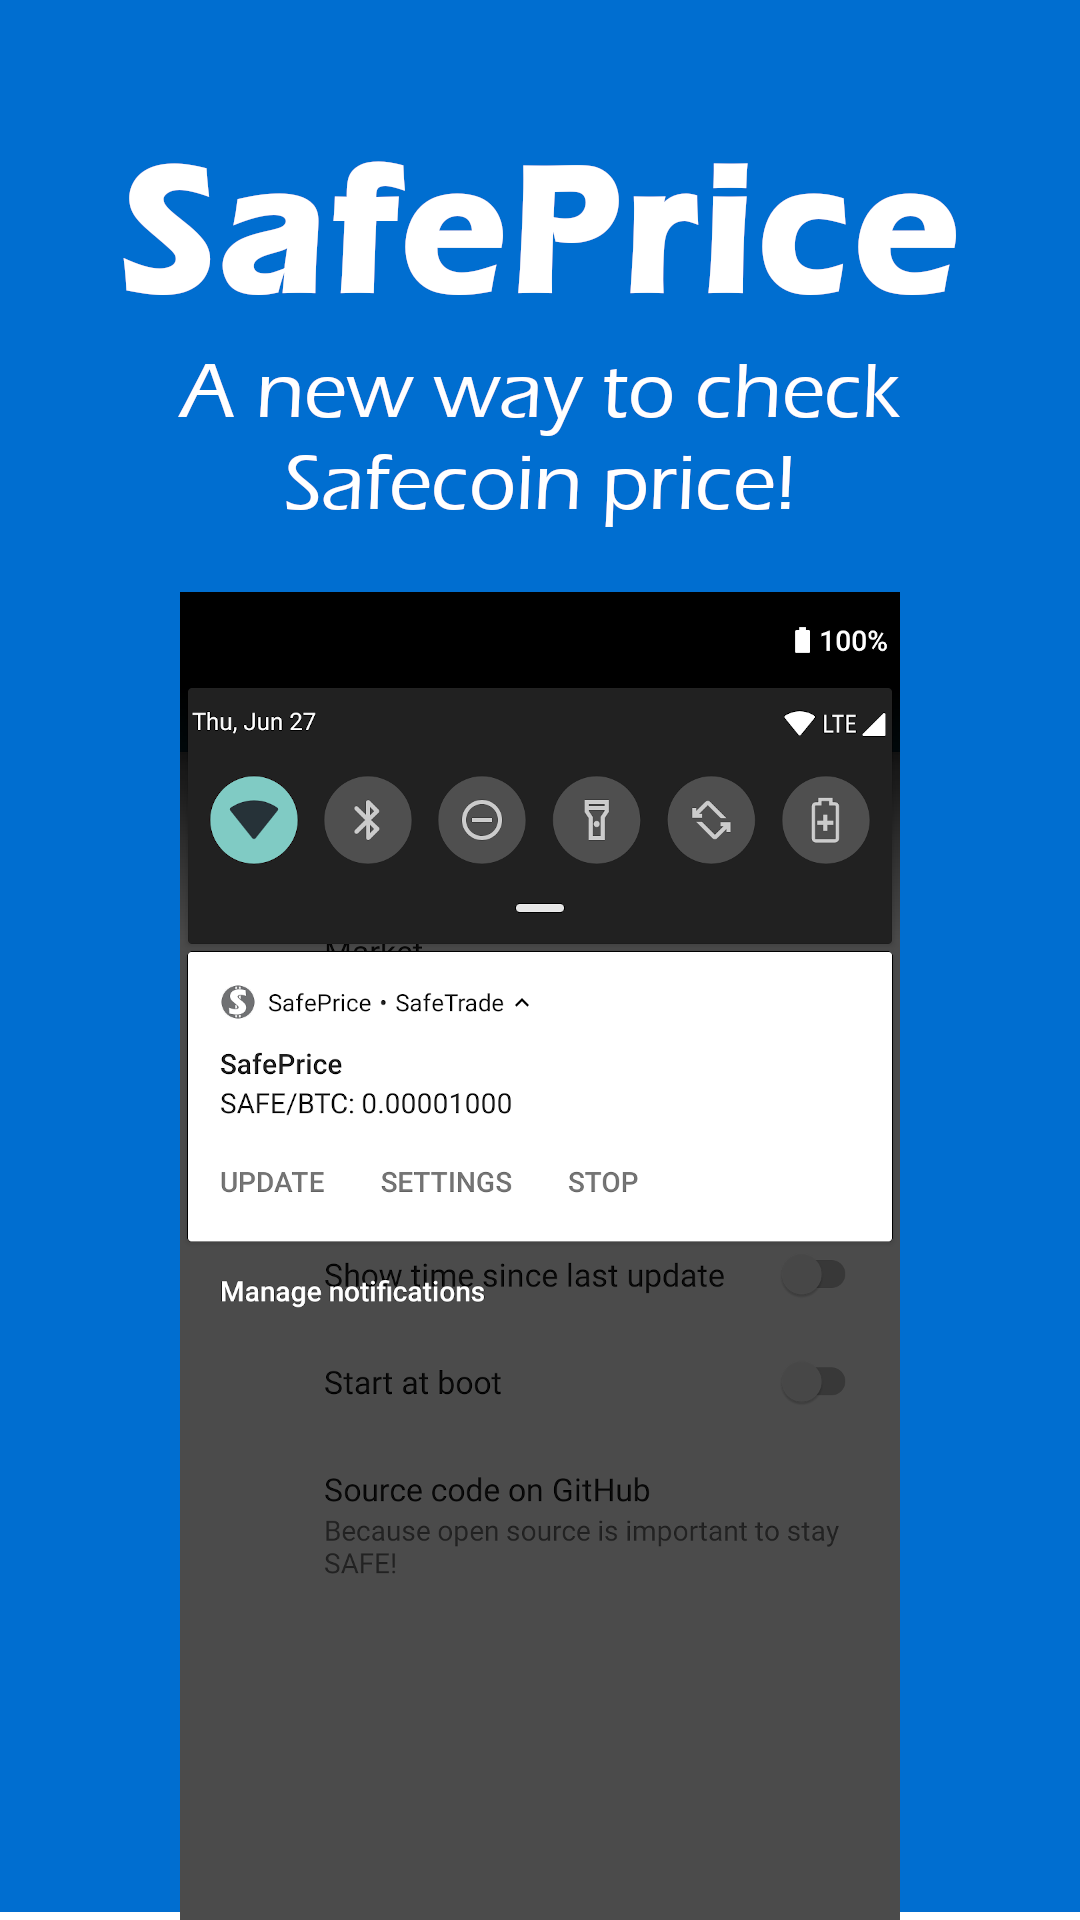 SafePrice
A new way to check
Safecoin price!
100%
Thu, Jun 27
LTE
Market
SafePrice • SafeTrade
SafePrice
SAFE/BTC: 0.00001000
UPDATE SETTINGS STOP
Show time since last update
Manage notifications
Start at boot
Source code on GitHub
Because open source is important to stay
SAFE!